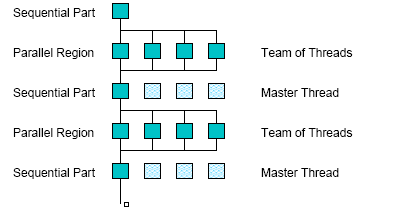 Sequential Part
Parallel Region Team of Threads
Sequential Part Master Thread
Parallel Region Team of Threads
Sequential Part Master Thread